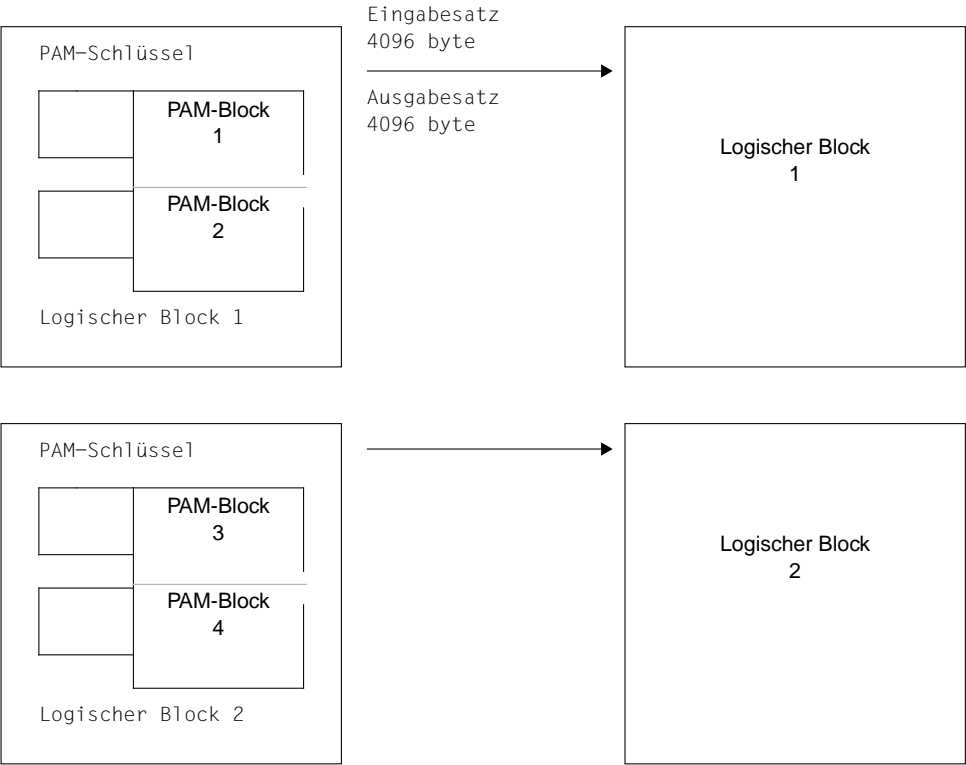 Eingabesatz
4096 byte
PAM-Schlüssel
Ausgabesatz
4096 byte
PAM-Block
1
PAM-Block
2
Logischer Block 1
Logischer Block
1
PAM-Schlüssel
PAM-Block
3
PAM-Block
4
Logischer Block 2
Logischer Block
2